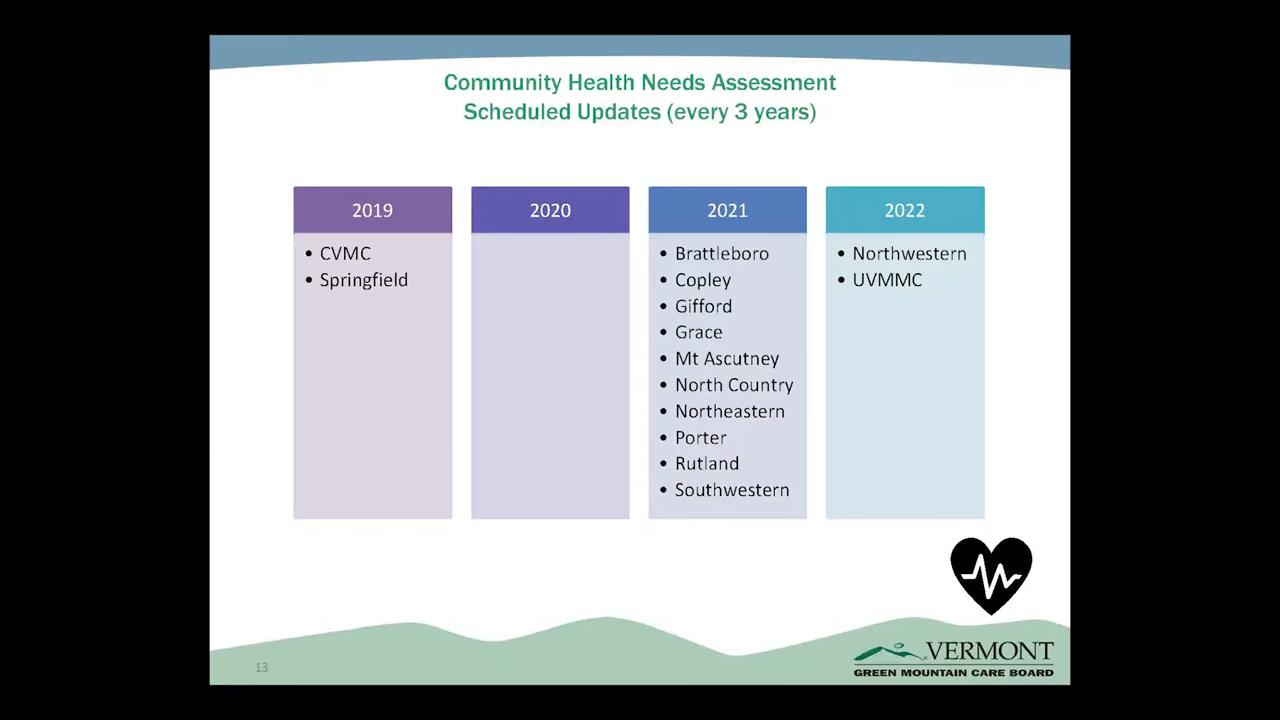 Community Health Needs Assessment
Scheduled Updates (every 3 years)
2019
• CVMC
• Springfield
2020
2021
• Brattleboro
• Copley
• Gifford
• Grace
• Mt Ascutney
• North Country
• Northeastern
• Porter
• Rutland
• Southwestern
2022
• Northwestern
• UVMMC
13
VERMONT
GREEN MOUNTAIN CARE BOARD